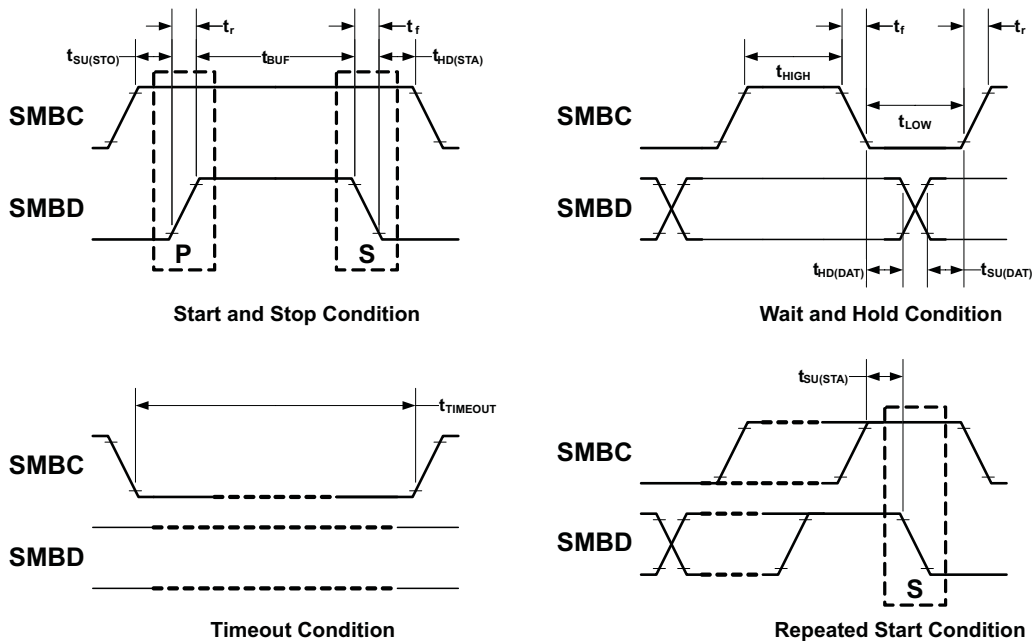 tr
tf
tSU(STO)
tBUF
tHD(STA)
SMBC
SMBD
P
S
Start and Stop Condition
tf
tr
tHIGH
tLOW
SMBC
SMBD
tHD(DAT)
tSU(DAT)
Wait and Hold Condition
tTIMEOUT
SMBC
SMBD
Timeout Condition
tSU(STA)
SMBC
SMBD
S
Repeated Start Condition